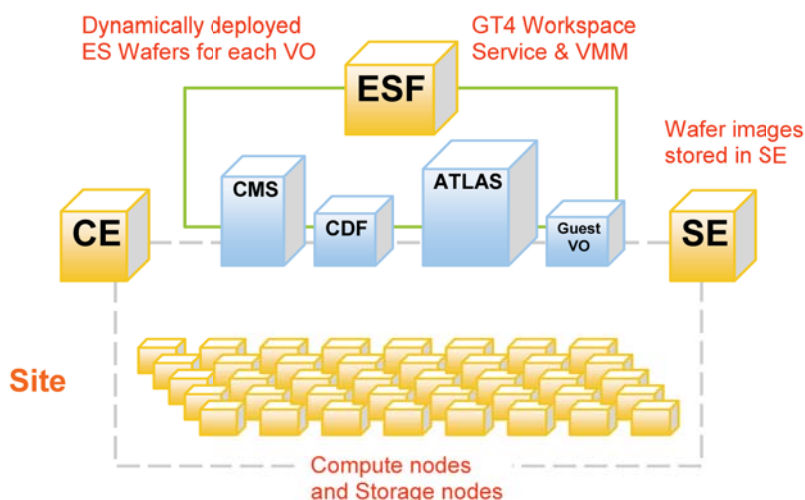 Dynamically deployed
ES Wafers for each VO
GT4 Workspace
Service & VMM
ESF
Wafer images
stored in SE
CMS
CDF
ATLAS
Guest
VO
CE
SE
Site
Compute nodes
and Storage nodes